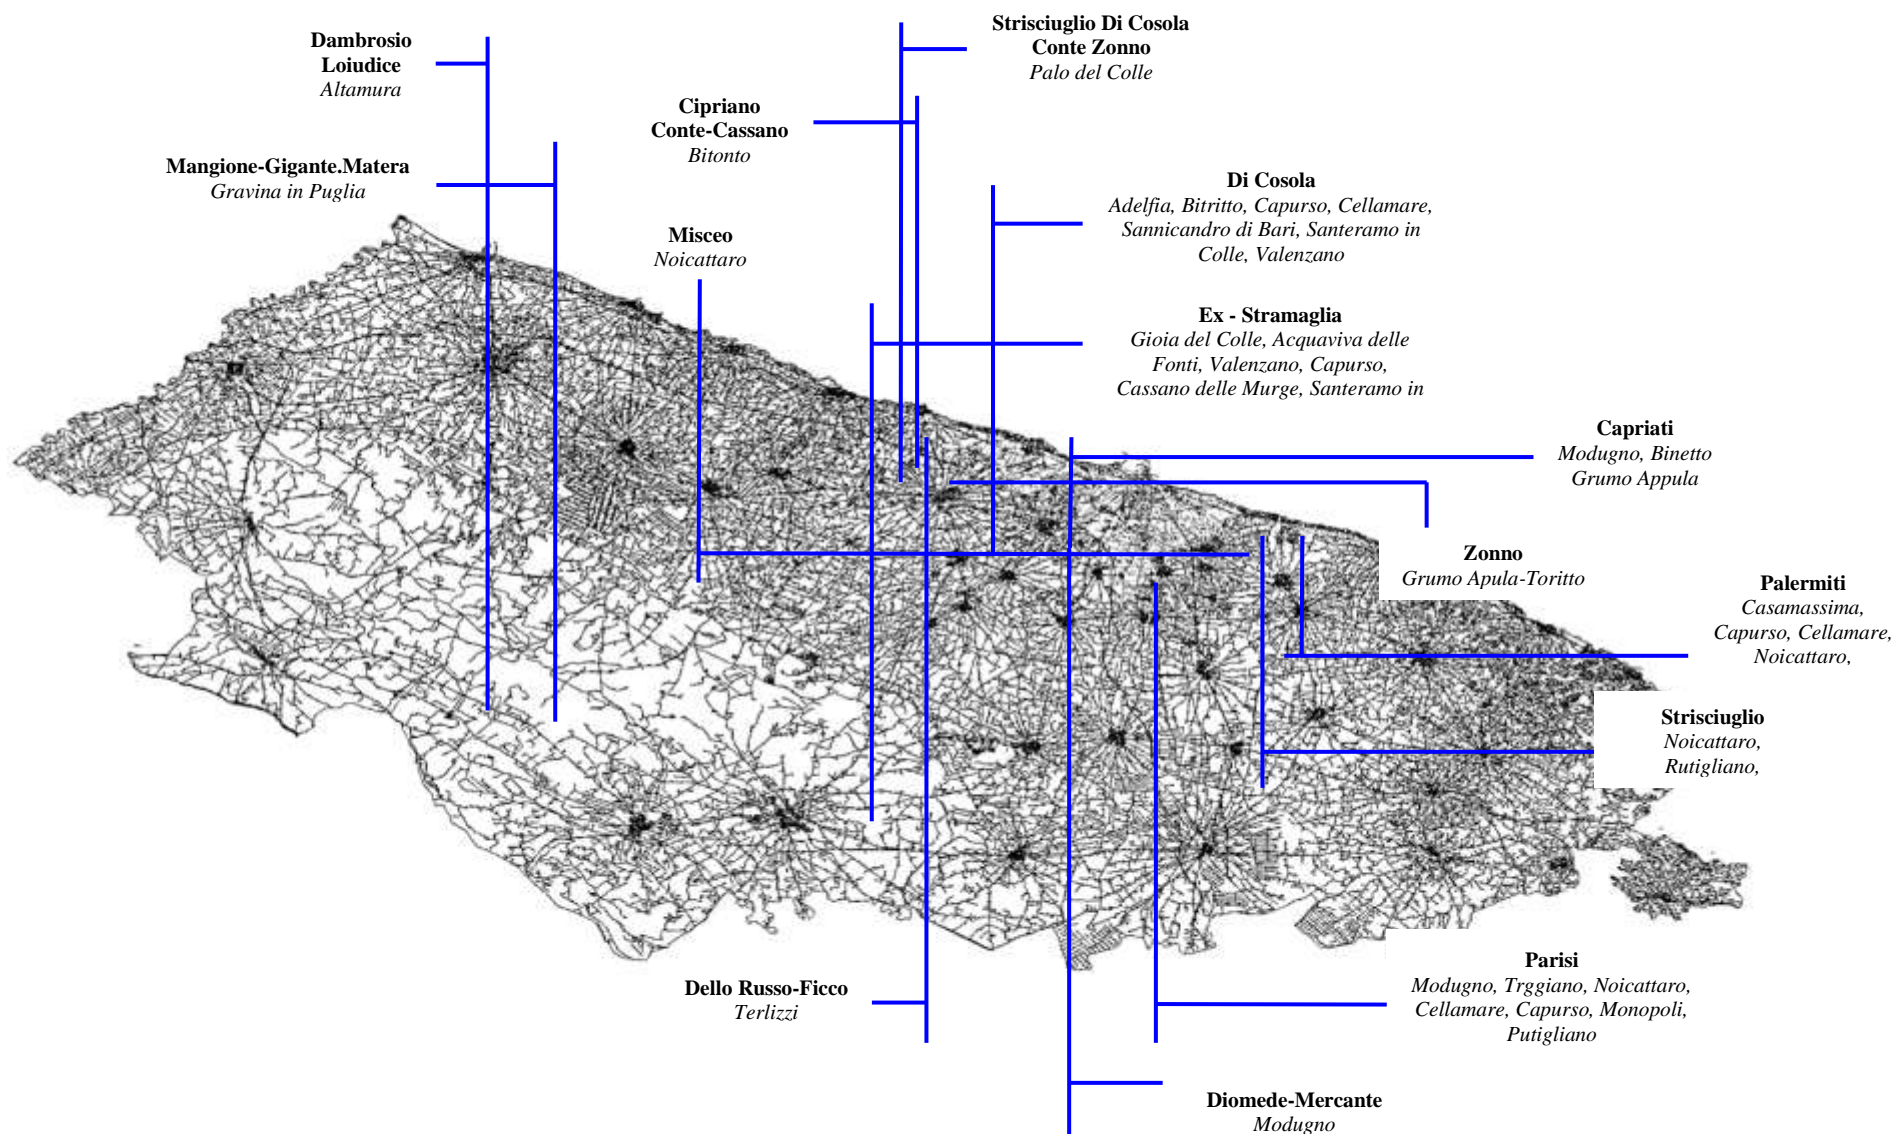 Strisciuglio Di Cosola
Conte Zonno
Palo del Colle
Dambrosio
Loiudice
Altamura
Cipriano
Conte-Cassano
Bitonto
Mangione-Gigante.Matera
Gravina in Puglia
Di Cosola
Adelfia, Bitritto, Capurso, Cellamare,
Sannicandro di Bari, Santeramo in
Colle, Valenzano
Misceo
Noicattaro
Ex - Stramaglia
Gioia del Colle, Acquaviva delle
Fonti, Valenzano, Capurso,
Cassano delle Murge, Santeramo in
Capriati
Modugno, Binetto
Grumo Appula
Zonno
Grumo Apula-Toritto
Palermiti
Casamassima,
Capurso, Cellamare,
Noicattaro,
Strisciuglio
Noicattaro,
Rutigliano,
Parisi
Modugno, Trggiano, Noicattaro,
Cellamare, Capurso, Monopoli,
Putigliano
Dello Russo-Ficco
Terlizzi
Diomede-Mercante
Modugno